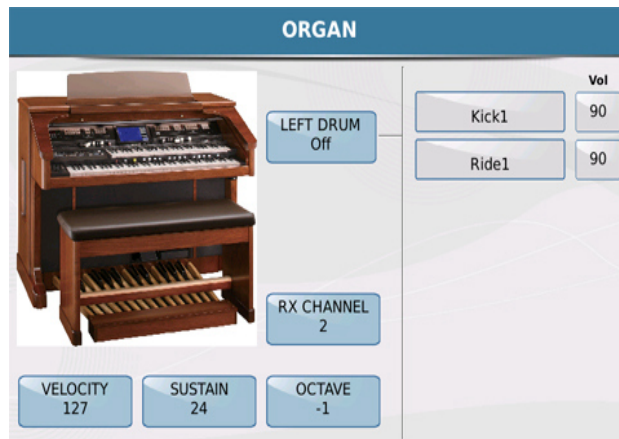 ORGAN
LEFT DRUM
Off
Vol
Kick1
90
Ride1
90
RX CHANNEL
2
VELOCITY
127
SUSTAIN
24
OCTAVE
-1